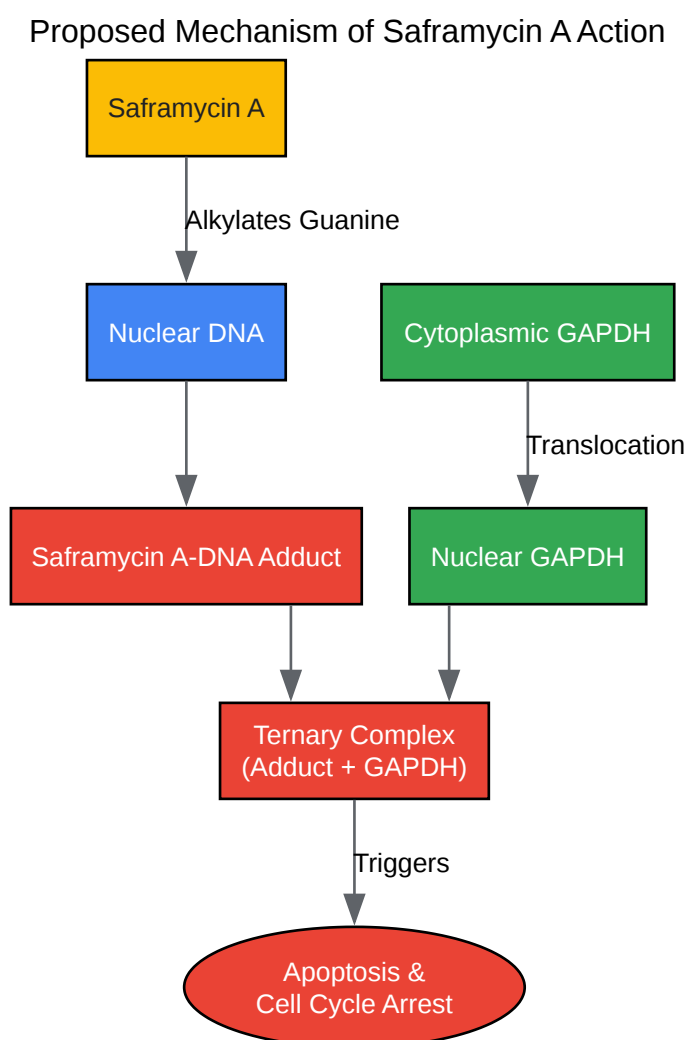 Proposed Mechanism of Saframycin A Action
Saframycin A
Alkylates Guanine
Nuclear DNA
Cytoplasmic GAPDH
Translocation
Saframycin A-DNA Adduct
Nuclear GAPDH
Ternary Complex
(Adduct + GAPDH)
Triggers
Apoptosis &
Cell Cycle Arrest